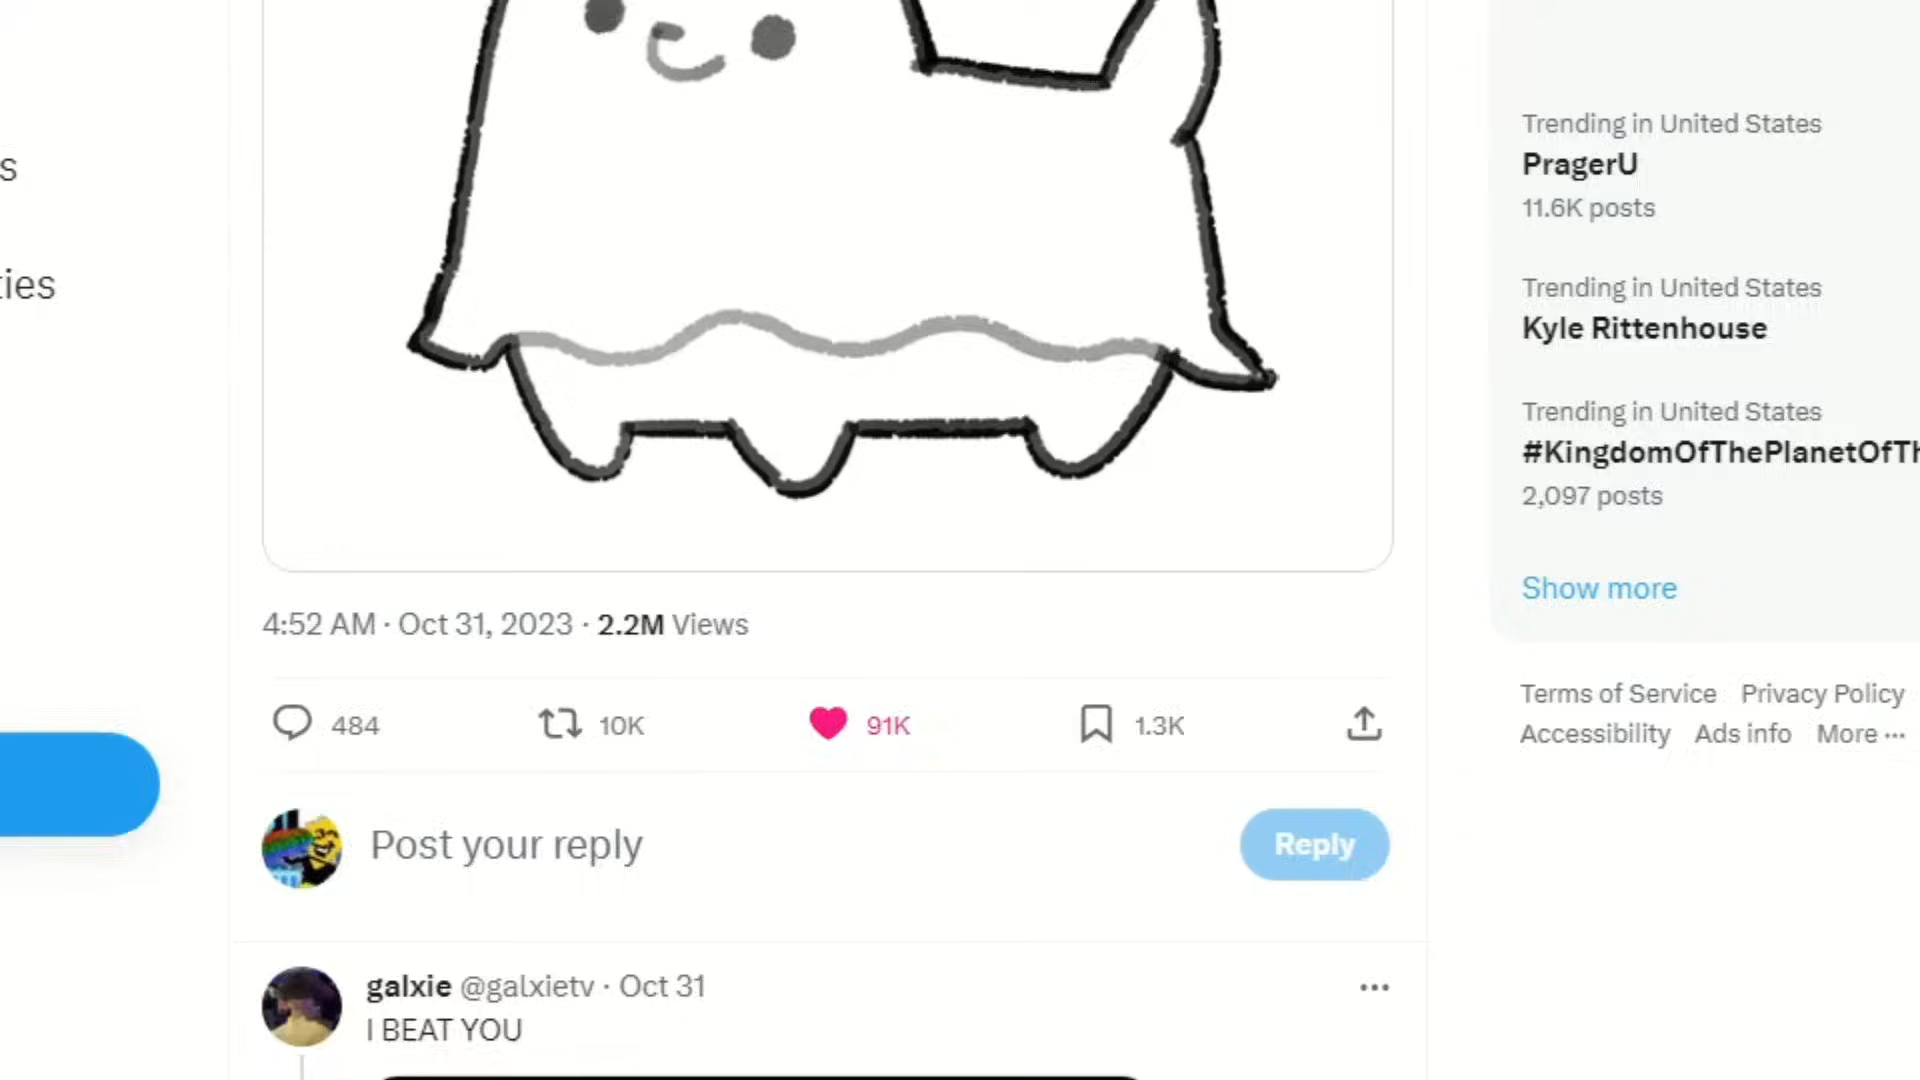 s
ties
4:52 AM · Oct 31, 2023 · 2.2M Views
484 10K 91K 1.3K
Post your reply
Reply
galxie @galxietv · Oct 31
I BEAT YOU
Trending in United States
PragerU
11.6K posts
Trending in United States
Kyle Rittenhouse
Trending in United States
#KingdomOfThePlanetOfTh
2,097 posts
Show more
Terms of Service Privacy Policy
Accessibility Ads info More ···